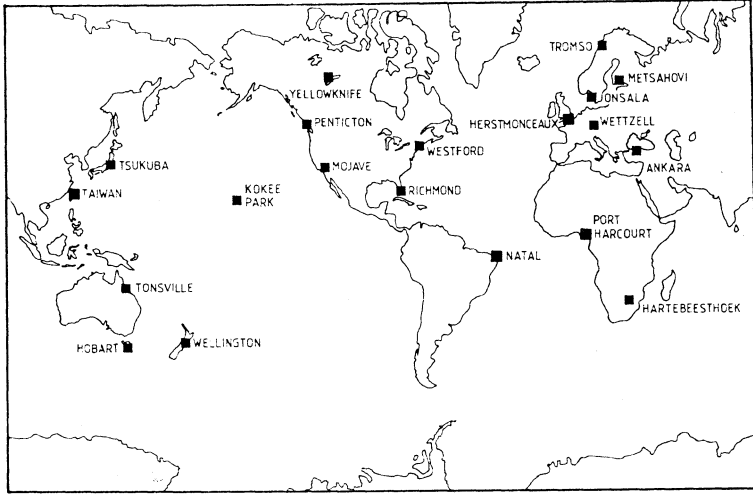 TROMSO
METSAHOVI
YELLOWKNIFE
ONSALA
HERSTMONCEAUX
WETTZELL
PENTICTON
WESTFORD
TSUKUBA
MOJAVE
ANKARA
TAIWAN
KOKEE
PARK
RICHMOND
PORT
HARCOURT
NATAL
TONSVILLE
HARTEBEESTHOEK
HOBART
WELLINGTON